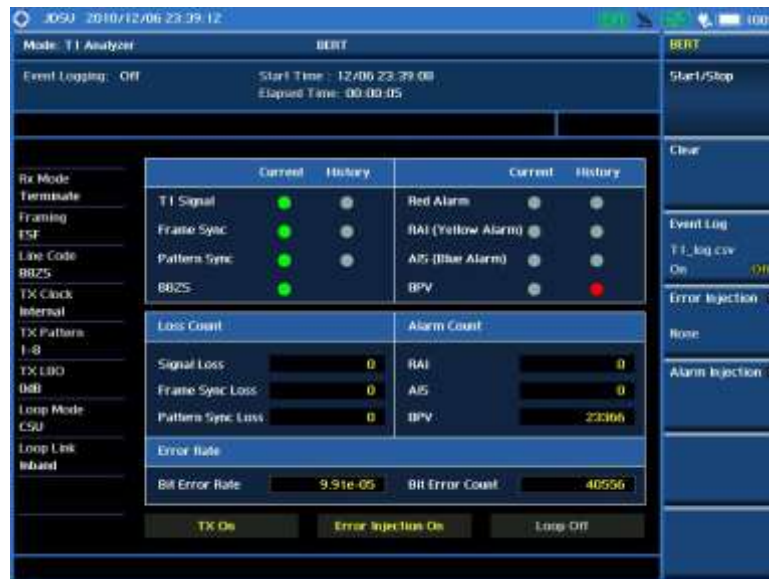 JDSU 2010/12/06 23:39:12
100
Mode: T1 Analyzer BERT
BERT
Event Logging: Off
Start Time : 12/06 23:39:08
Elapsed Time: 00:00:05
Start/Stop
Clear
Event Log
T1_log.csv
On Off
Error Injection
None
Alarm Injection
Rx Mode
Terminate
Framing
ESF
Line Code
B8ZS
TX Clock
Internal
TX Pattern
1-8
TX LBO
0dB
Loop Mode
CSU
Loop Link
Inband
Current History
T1 Signal
Frame Sync
Pattern Sync
B8ZS
Current History
Red Alarm
RAI (Yellow Alarm)
AIS (Blue Alarm)
BPV
Loss Count
Signal Loss 0
Frame Sync Loss 0
Pattern Sync Loss 0
Alarm Count
RAI 0
AIS 0
BPV 23366
Error Rate
Bit Error Rate 9.91e-05 Bit Error Count 40556
TX On Error Injection On Loop Off